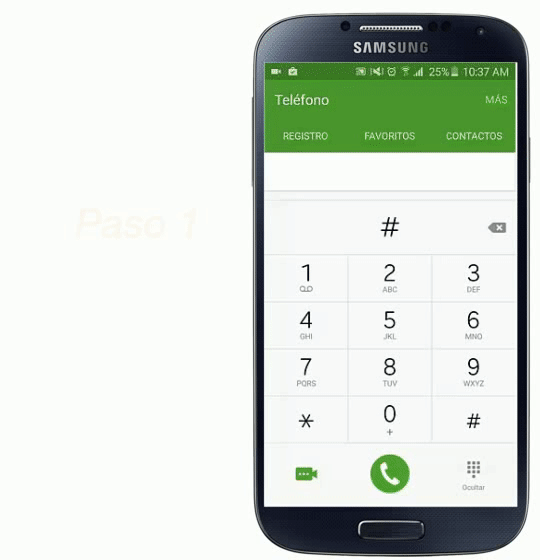 SAMSUNG
25% 10:37 AM
Teléfono
MÁS
REGISTRO FAVORITOS CONTACTOS
Paso 1
#
1 2 3
ABC DEF
4 5 6
GHI JKL MNO
7 8 9
PQRS TUV WXYZ
* 0 #
+
Ocultar